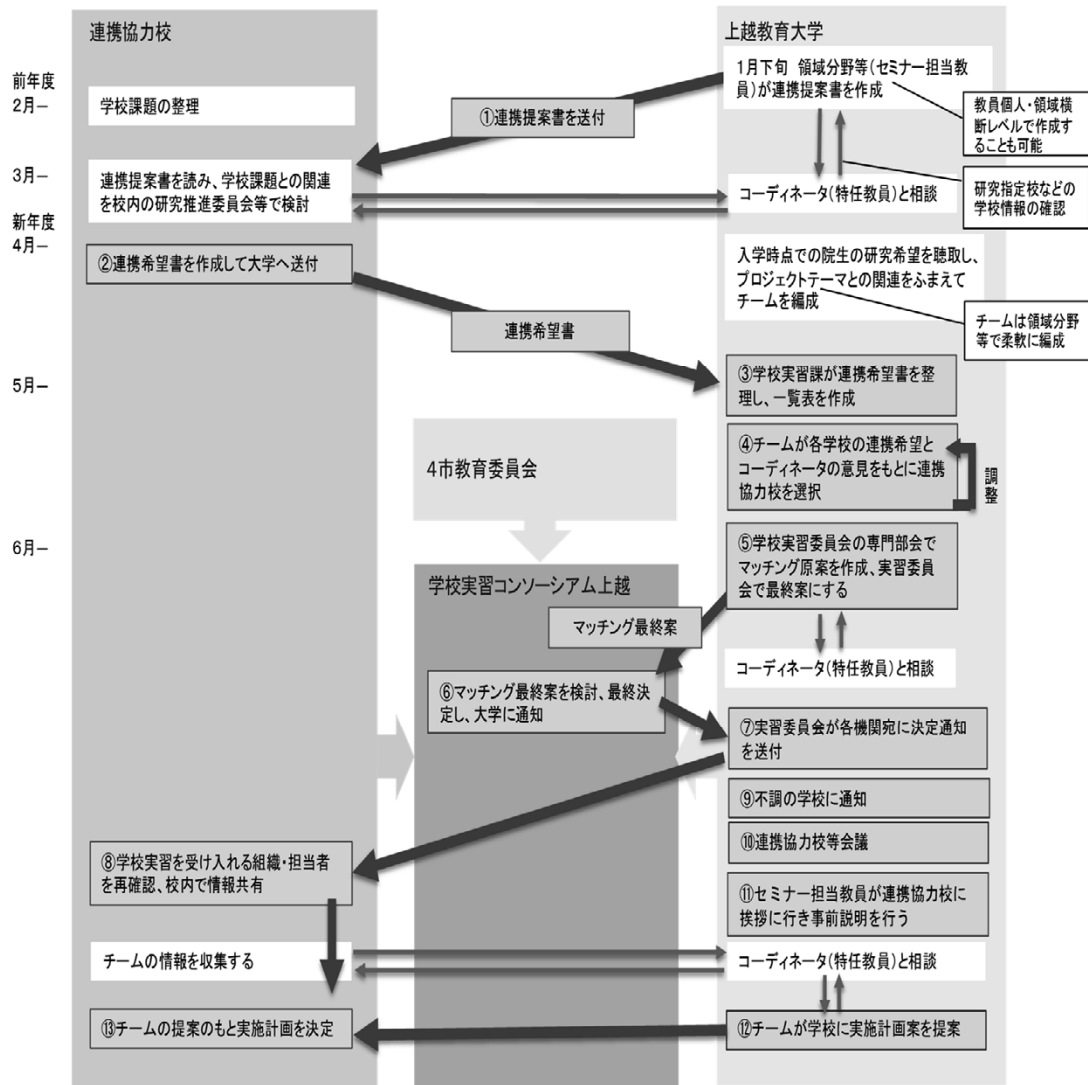 連携協力校
上越教育大学
前年度
2月―
3月―
新年度
4月―
5月―
6月―
学校課題の整理
①連携提案書を送付
1月下旬 領域分野等(セミナー担当教
員)が連携提案書を作成
教員個人・領域横
断レベルで作成す
ることも可能
連携提案書を読み、学校課題との関連
を校内の研究推進委員会等で検討
コーディネータ(特任教員)と相談
研究指定校などの
学校情報の確認
②連携希望書を作成して大学へ送付
入学時点での院生の研究希望を聴取し、
プロジェクトテーマとの関連をふまえて
チームを編成
チームは領域分野
等で柔軟に編成
連携希望書
③学校実習課が連携希望書を整
理し、一覧表を作成
4市教育委員会
④チームが各学校の連携希望と
コーディネータの意見をもとに連携
協力校を選択
調整
⑤学校実習委員会の専門部会で
マッチング原案を作成、実習委員
会で最終案にする
学校実習コンソーシアム上越
マッチング最終案
コーディネータ(特任教員)と相談
⑥マッチング最終案を検討、最終決
定し、大学に通知
⑦実習委員会が各機関宛に決定通知
を送付
⑨不調の学校に通知
⑩連携協力校等会議
⑧学校実習を受け入れる組織・担当者
を再確認、校内で情報共有
⑪セミナー担当教員が連携協力校に
挨拶に行き事前説明を行う
チームの情報を収集する
コーディネータ(特任教員)と相談
⑬チームの提案のもと実施計画を決定
⑫チームが学校に実施計画案を提案